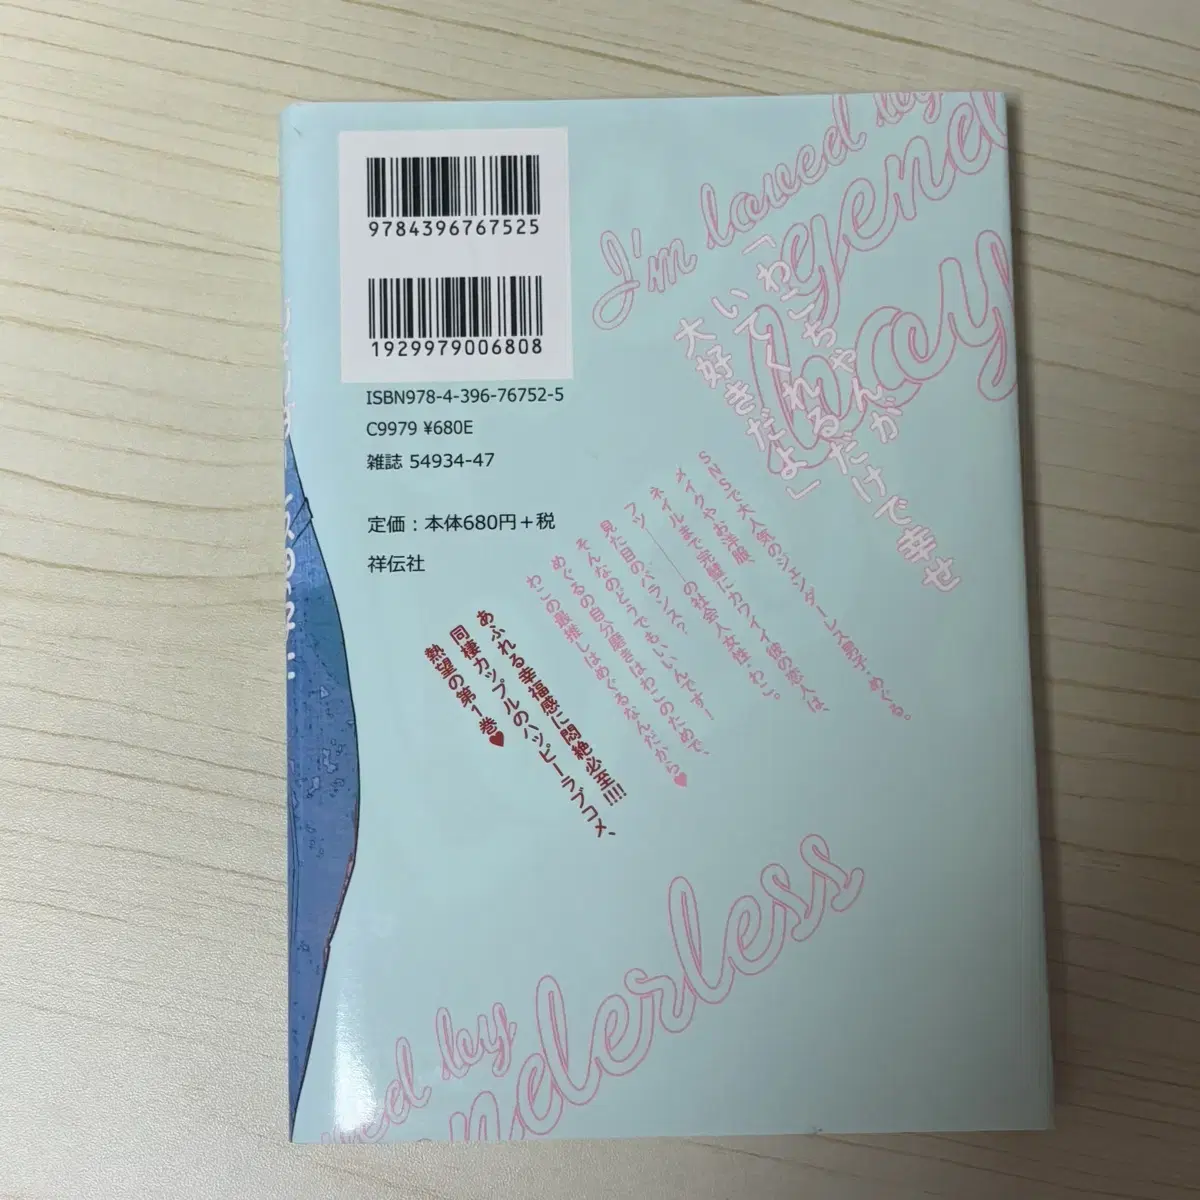 9784396767525
1929979006808
ISBN978-4-396-76752-5
C9979 ¥680E
雑誌 54934-47
定価：本体680円＋税
祥伝社
I'm loved by
gende
boy
「わこちゃんが
いてくれるだけで幸せ
大好きだよ」
SNSで大人気のジェンダーレス男子・めぐる。
メイクやお洋服、
ネイルまで完璧にカワイイ彼の恋人は、
フツ――――の社会人女性・わこ。
見た目のバランス？
そんなのどうでもいいんです！
めぐるの自分磨きはわこのためで、
わこの最推しはめぐるなんだから♥
あふれる幸福感に悶絶必至!!!!
同棲カップルのハッピーラブコメ、
熱望の第1巻♥
ved by
nderless